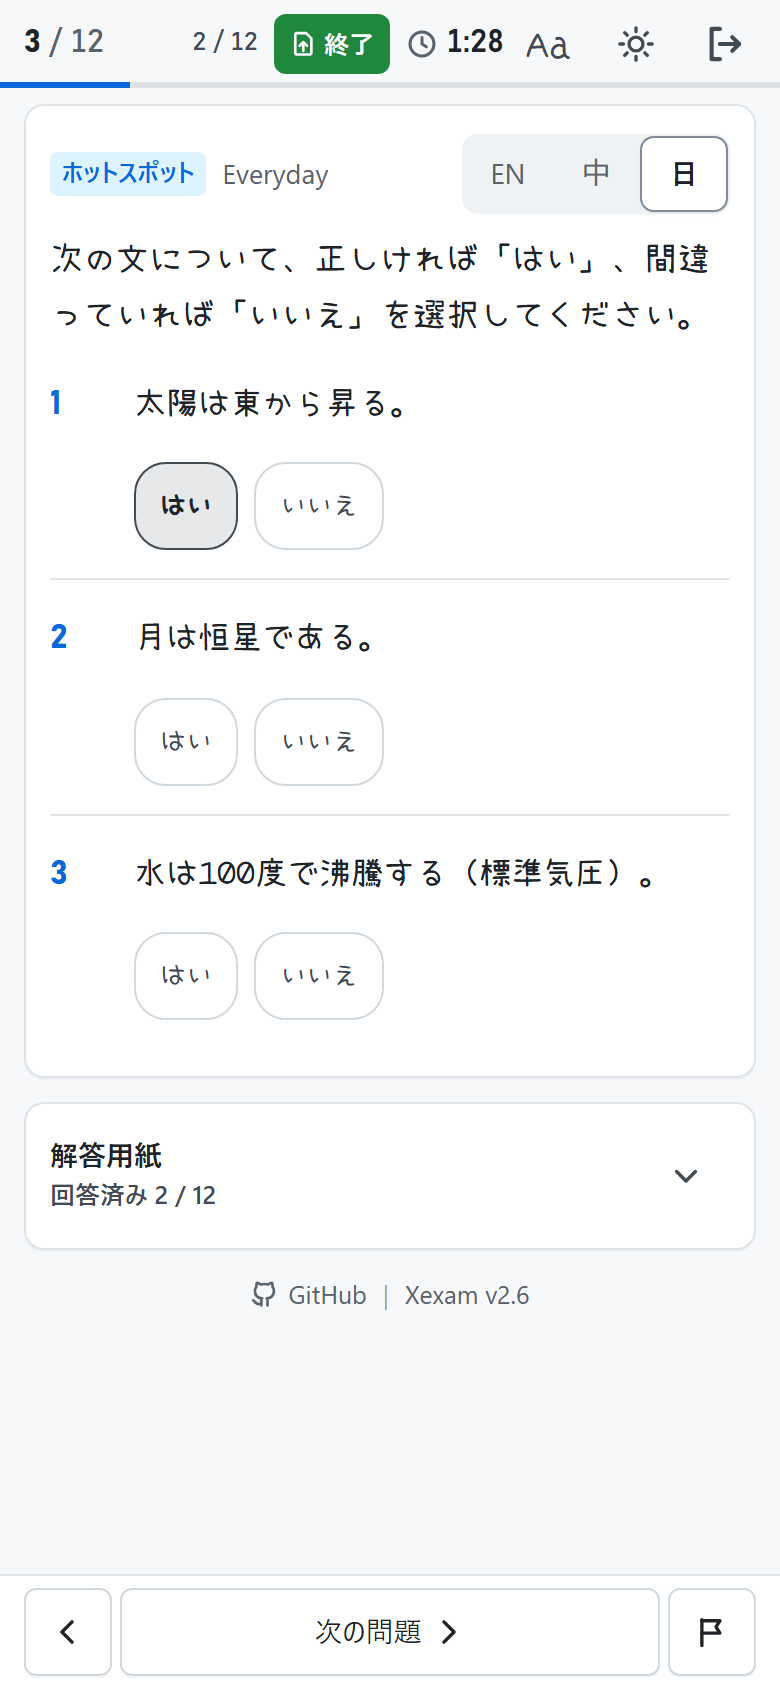 3 / 12
2 / 12
終了
1:28
Aa
ホットスポット
Everyday
EN
中
日
次の文について、正しければ「はい」、間違
っていれば「いいえ」を選択してください。
1 太陽は東から昇る。
はい
いいえ
2 月は恒星である。
はい
いいえ
3 水は100度で沸騰する（標準気圧）。
はい
いいえ
解答用紙
回答済み 2 / 12
GitHub | Xexam v2.6
次の問題